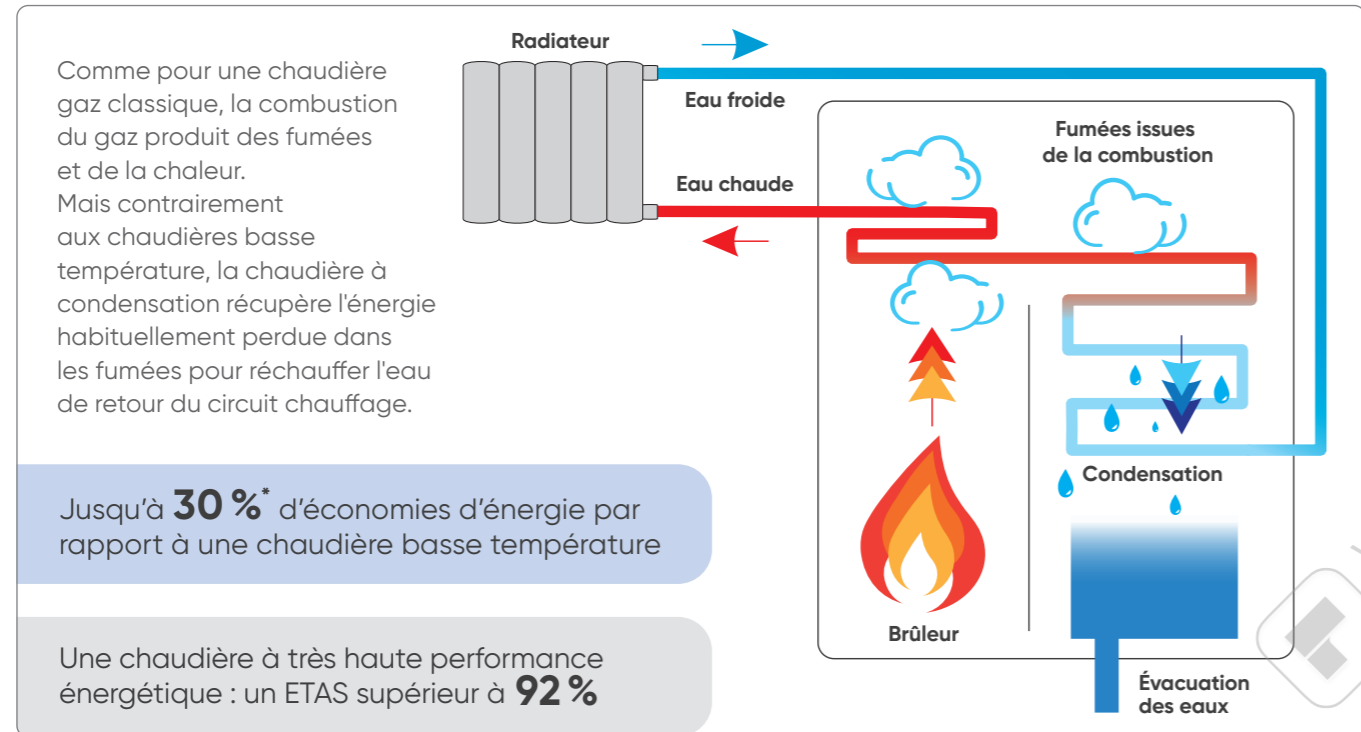 Comme pour une chaudière
gaz classique, la combustion
du gaz produit des fumées
et de la chaleur.
Mais contrairement
aux chaudières basse
température, la chaudière à
condensation récupère l'énergie
habituellement perdue dans
les fumées pour réchauffer l'eau
de retour du circuit chauffage.
Jusqu'à 30 %* d'économies d'énergie par
rapport à une chaudière basse température
Une chaudière à très haute performance
énergétique : un ETAS supérieur à 92 %
Radiateur
Eau froide
Eau chaude
Fumées issues
de la combustion
Condensation
Brûleur
Évacuation
des eaux